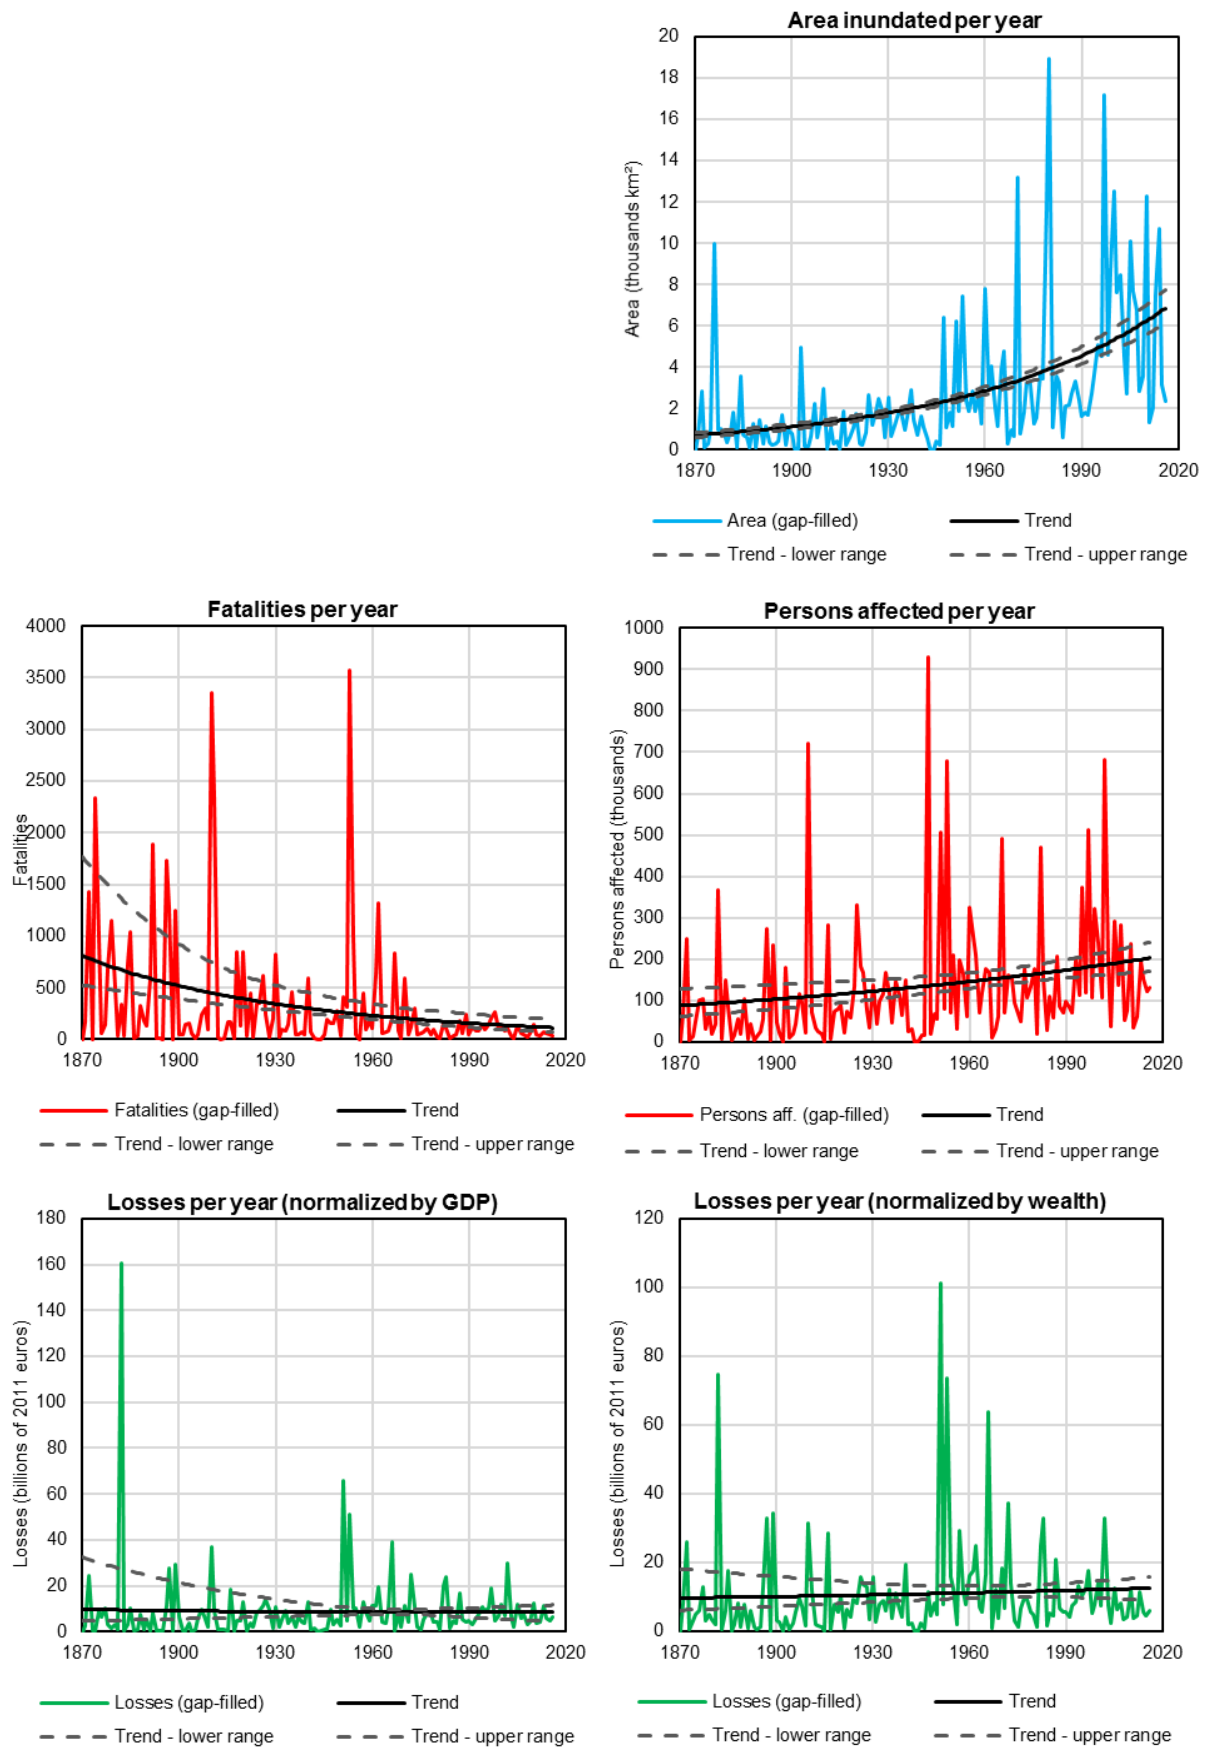 Area inundated per year
20
18
16
14
12
10
8
6
4
2
0
Area (thousands km²)
1870 1900 1930 1960 1990 2020
Area (gap-filled) Trend
Trend - lower range Trend - upper range
Fatalities per year
4000
3500
3000
2500
2000
1500
1000
500
0
Fatalities
1870 1900 1930 1960 1990 2020
Fatalities (gap-filled) Trend
Trend - lower range Trend - upper range
Persons affected per year
1000
900
800
700
600
500
400
300
200
100
0
Persons affected (thousands)
1870 1900 1930 1960 1990 2020
Persons aff. (gap-filled) Trend
Trend - lower range Trend - upper range
Losses per year (normalized by GDP)
180
160
140
120
100
80
60
40
20
0
Losses (billions of 2011 euros)
1870 1900 1930 1960 1990 2020
Losses (gap-filled) Trend
Trend - lower range Trend - upper range
Losses per year (normalized by wealth)
120
100
80
60
40
20
0
Losses (billions of 2011 euros)
1870 1900 1930 1960 1990 2020
Losses (gap-filled) Trend
Trend - lower range Trend - upper range